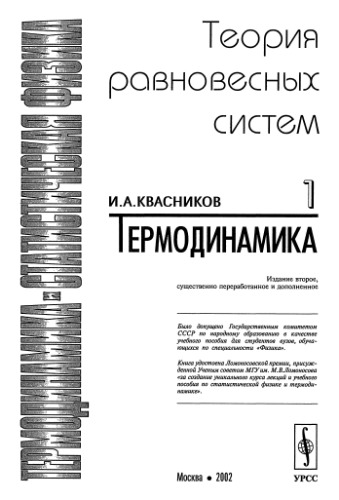 Теория
равновесных
систем
ТЕРМОДИНАМИКА И СТАТИСТИЧЕСКАЯ ФИЗИКА
И.А.КВАСНИКОВ
1
ТЕРМОДИНАМИКА
Издание второе,
существенно переработанное и дополненное
Было допущено Государственным комитетом
СССР по народному образованию в качестве
учебного пособия для студентов вузов, обуча-
ющихся по специальности «Физика».
Книга удостоена Ломоносовской премии, присуж-
денной Ученым советом МГУ им. М.В.Ломоносова
«за создание уникального курса лекций и учебного
пособия по статистической физике и термоди-
намике».
Москва • 2002
УРСС